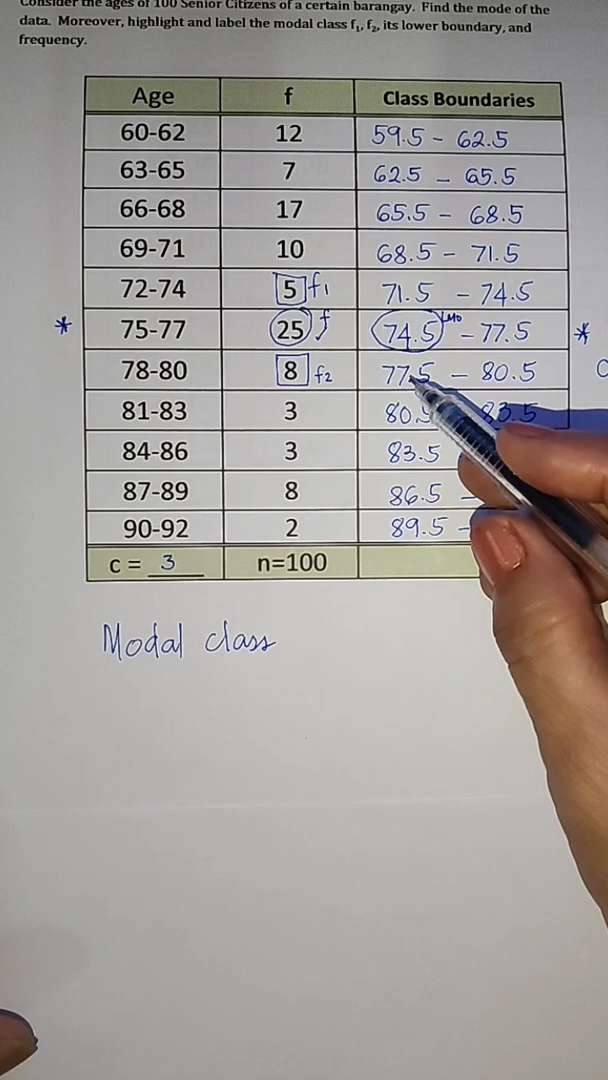 Consider the ages of 100 Senior Citizens of a certain barangay. Find the mode of the
data. Moreover, highlight and label the modal class f₁, f₂, its lower boundary, and
frequency.
Age f Class Boundaries
60-62 12 59.5 - 62.5
63-65 7 62.5 - 65.5
66-68 17 65.5 - 68.5
69-71 10 68.5 - 71.5
72-74 5 f₁ 71.5 - 74.5
* 75-77 25 f 74.5 LMo - 77.5 *
78-80 8 f₂ 77.5 - 80.5
81-83 3 80.5 83.5
84-86 3 83.5
87-89 8 86.5 -
90-92 2 89.5 -
c = 3 n=100
Modal class